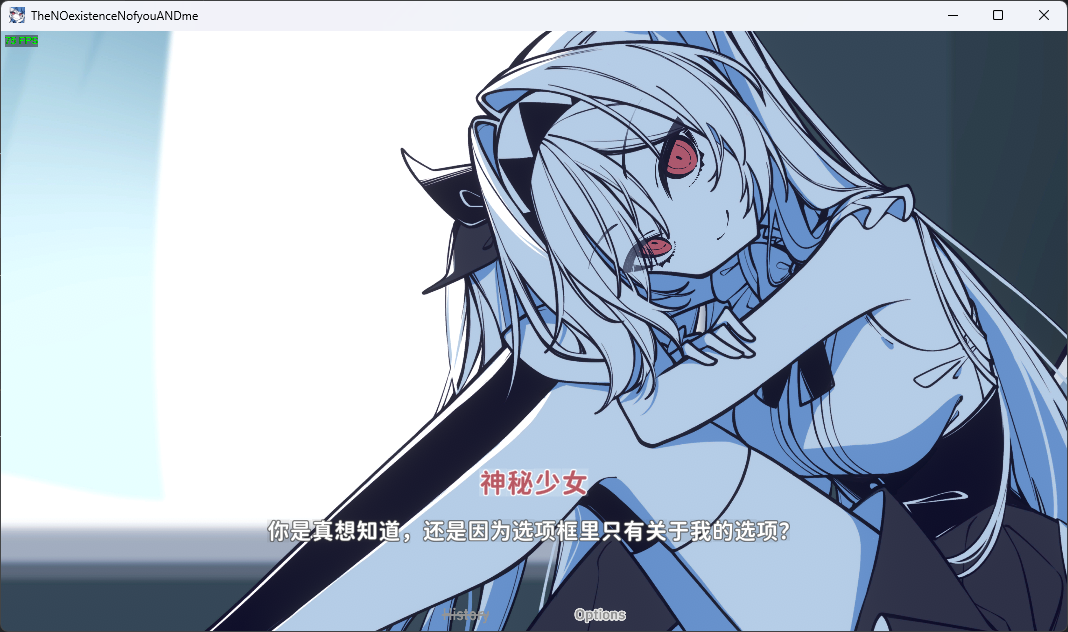 TheNOexistenceNofyouANDme
神秘少女
你是真想知道，还是因为选项框里只有关于我的选项？
History
Options